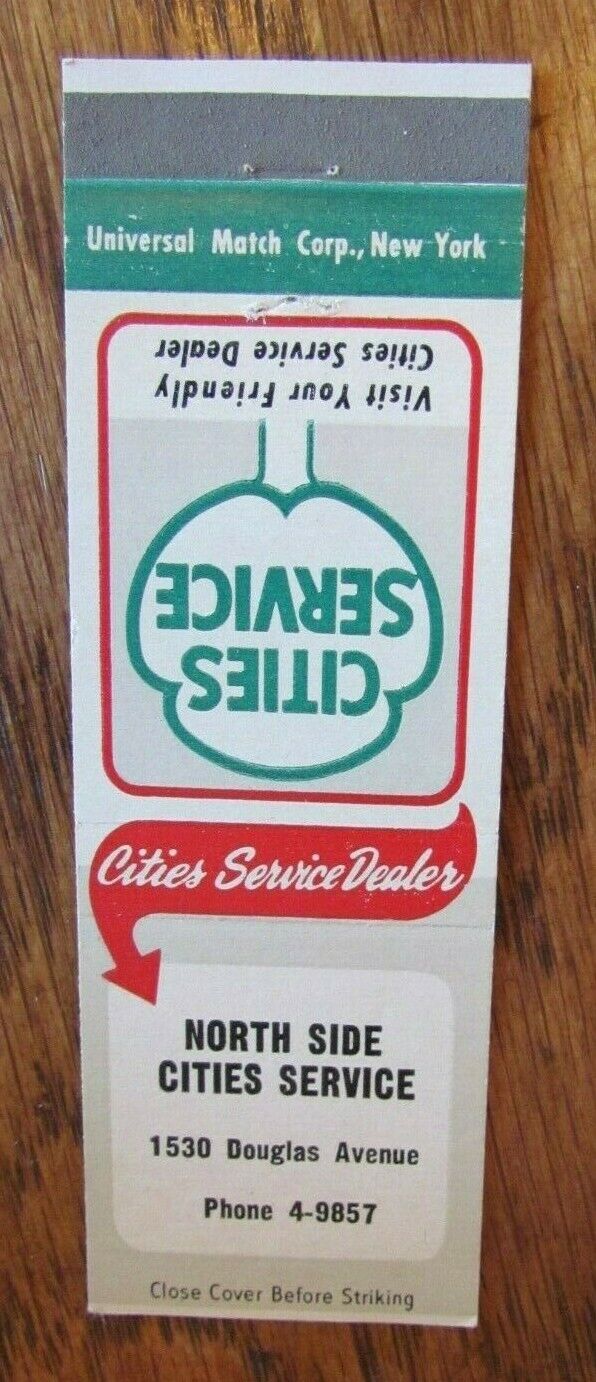 Universal Match Corp., New York
Visit Your Friendly
Cities Service Dealer
CITIES
SERVICE
Cities Service Dealer
NORTH SIDE
CITIES SERVICE
1530 Douglas Avenue
Phone 4-9857
Close Cover Before Striking